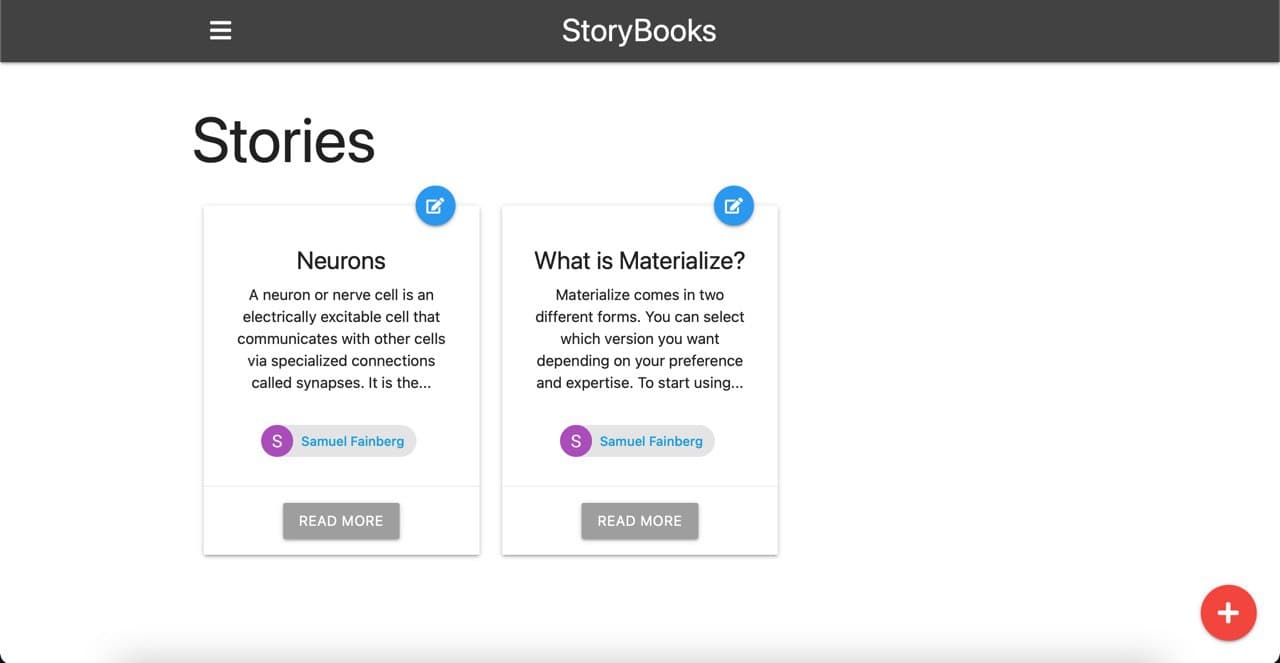 StoryBooks
Stories
Neurons
A neuron or nerve cell is an
electrically excitable cell that
communicates with other cells
via specialized connections
called synapses. It is the...
S Samuel Fainberg
READ MORE
What is Materialize?
Materialize comes in two
different forms. You can select
which version you want
depending on your preference
and expertise. To start using...
S Samuel Fainberg
READ MORE